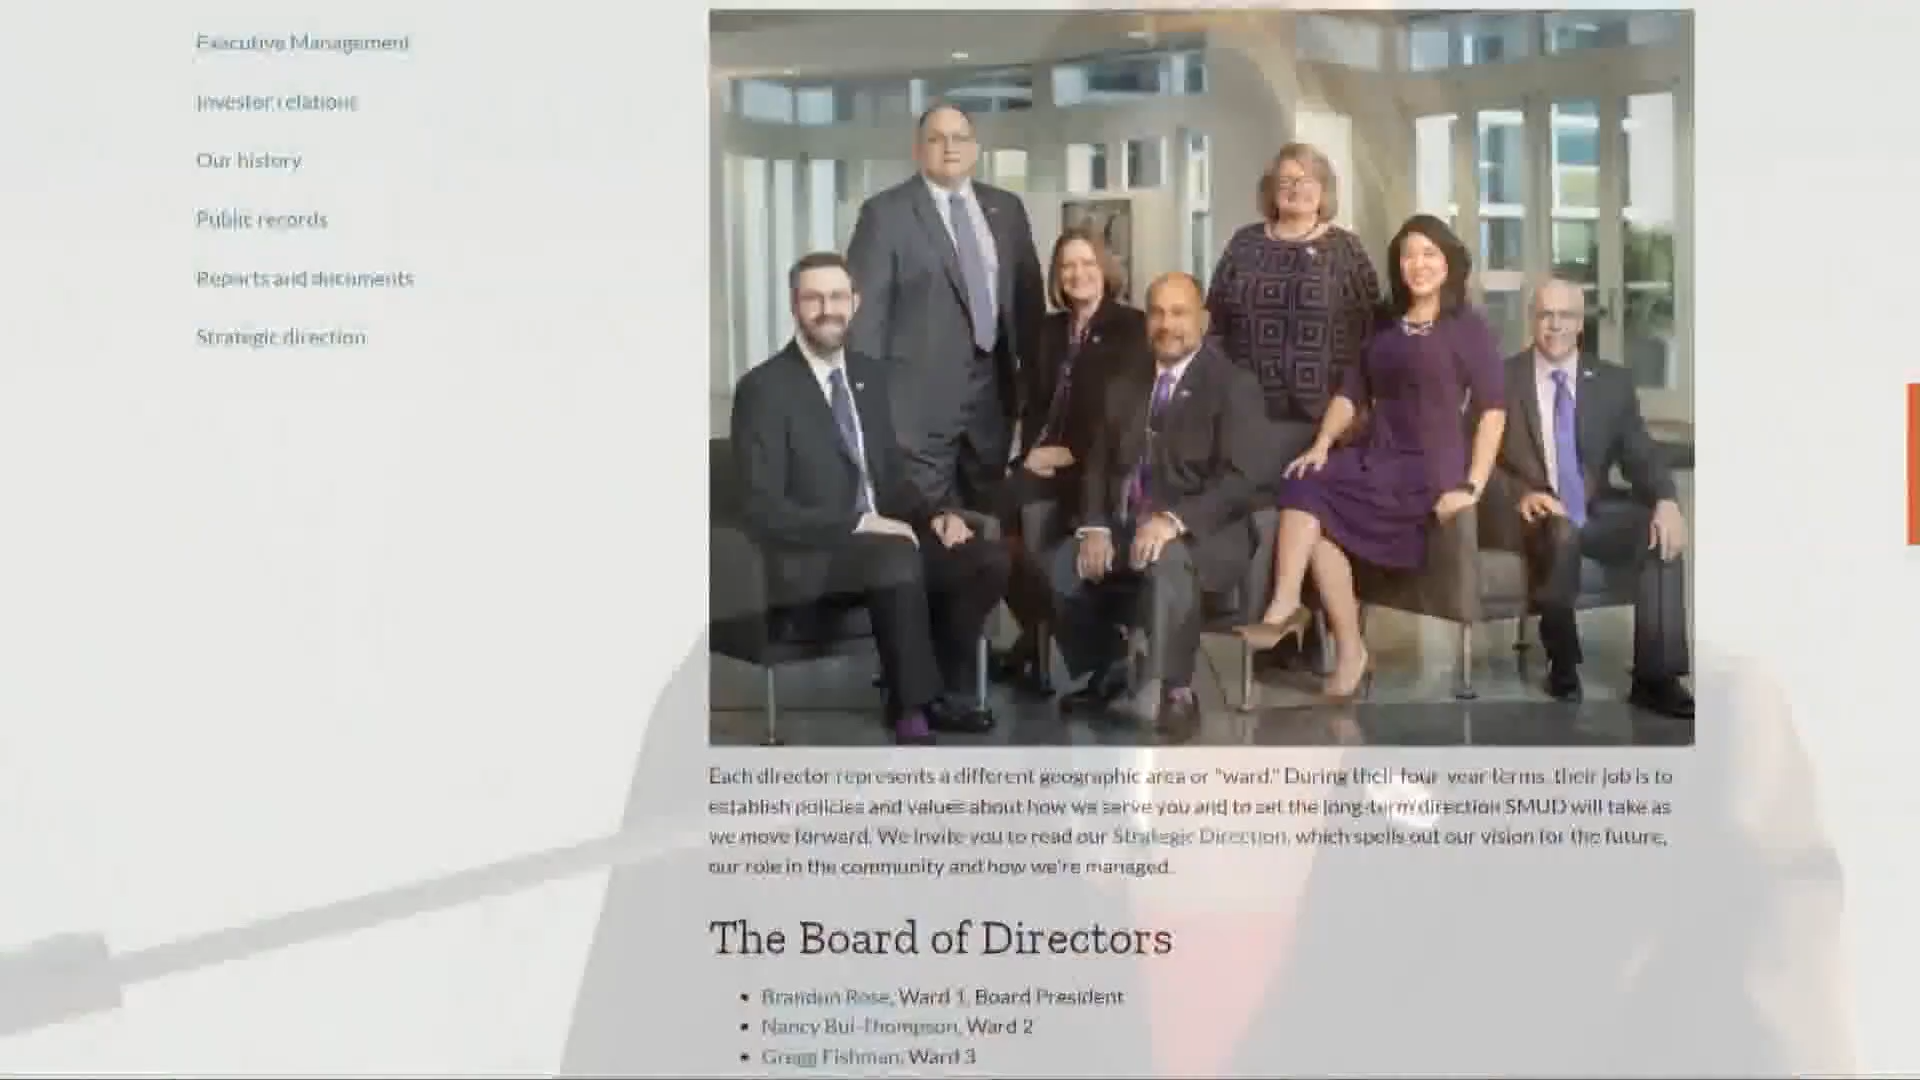 Executive Management
Investor relations
Our history
Public records
Reports and documents
Strategic direction
Each director represents a different geographic area or "ward." During their four-year terms, their job is to
establish policies and values about how we serve you and to set the long-term direction SMUD will take as
we move forward. We invite you to read our Strategic Direction, which spells out our vision for the future,
our role in the community and how we're managed.
The Board of Directors
• Brandon Rose, Ward 1, Board President
• Nancy Bui-Thompson, Ward 2
• Gregg Fishman, Ward 3